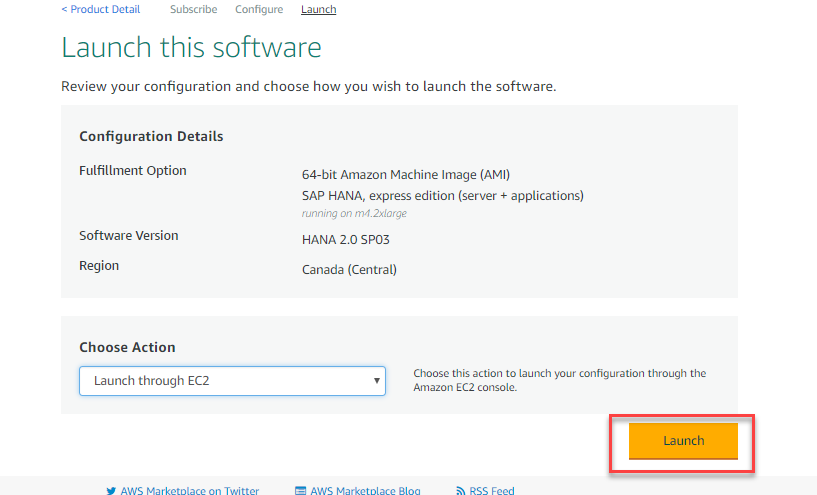 < Product Detail Subscribe Configure Launch
Launch this software
Review your configuration and choose how you wish to launch the software.
Configuration Details
Fulfillment Option
64-bit Amazon Machine Image (AMI)
SAP HANA, express edition (server + applications)
running on m4.2xlarge
Software Version
HANA 2.0 SP03
Region
Canada (Central)
Choose Action
Launch through EC2
Choose this action to launch your configuration through the
Amazon EC2 console.
Launch
AWS Marketplace on Twitter AWS Marketplace Blog RSS Feed